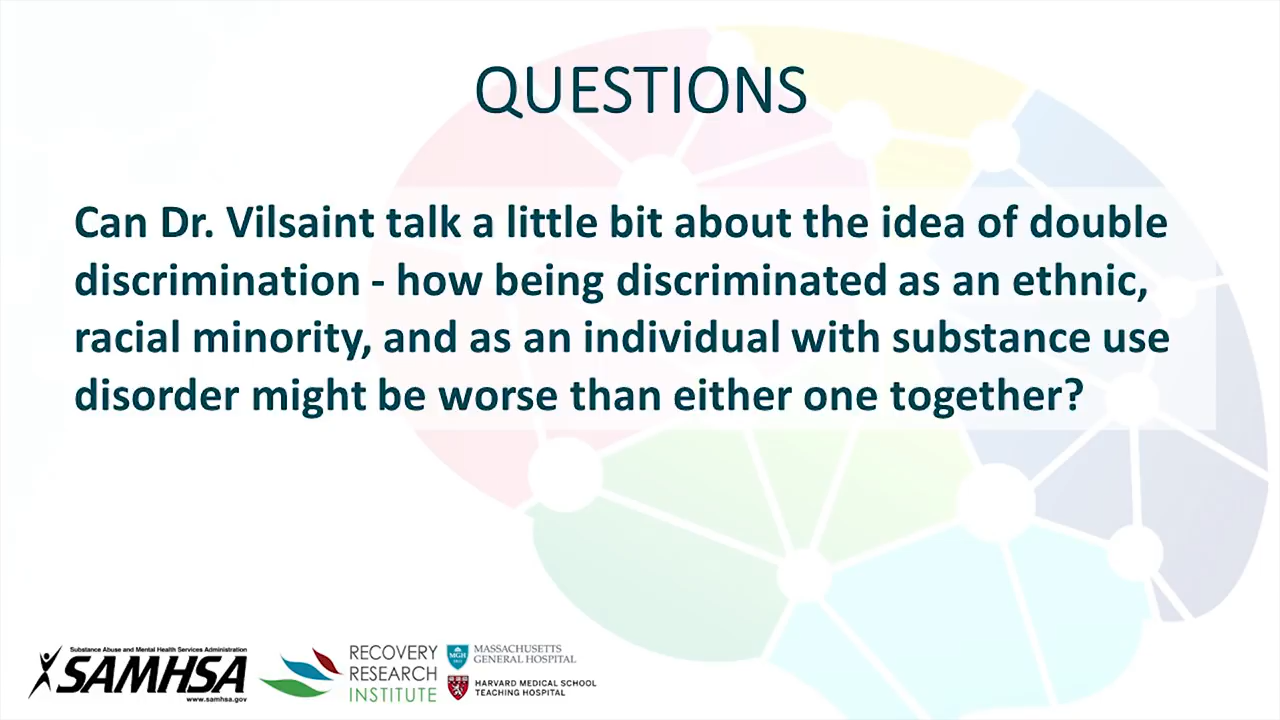 QUESTIONS
Can Dr. Vilsaint talk a little bit about the idea of double
discrimination - how being discriminated as an ethnic,
racial minority, and as an individual with substance use
disorder might be worse than either one together?
Substance Abuse and Mental Health Services Administration
SAMHSA
www.samhsa.gov
RECOVERY
RESEARCH
INSTITUTE
MASSACHUSETTS
GENERAL HOSPITAL
MGH
1811
HARVARD MEDICAL SCHOOL
TEACHING HOSPITAL